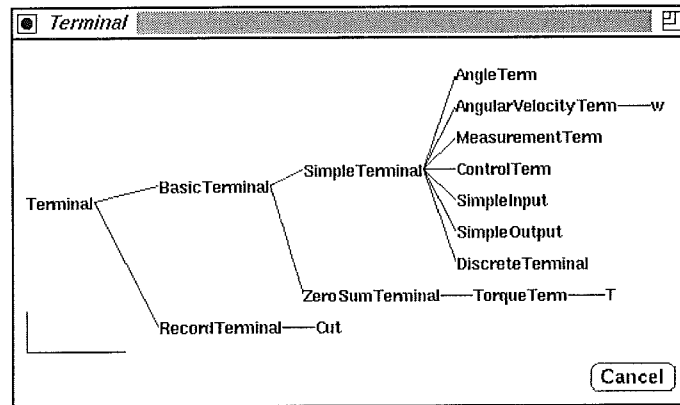 Terminal
AngleTerm
AngularVelocityTerm w
MeasurementTerm
SimpleTerminal ControlTerm
BasicTerminal
Terminal
SimpleInput
SimpleOutput
DiscreteTerminal
ZeroSumTerminal TorqueTerm T
RecordTerminal Cut
Cancel